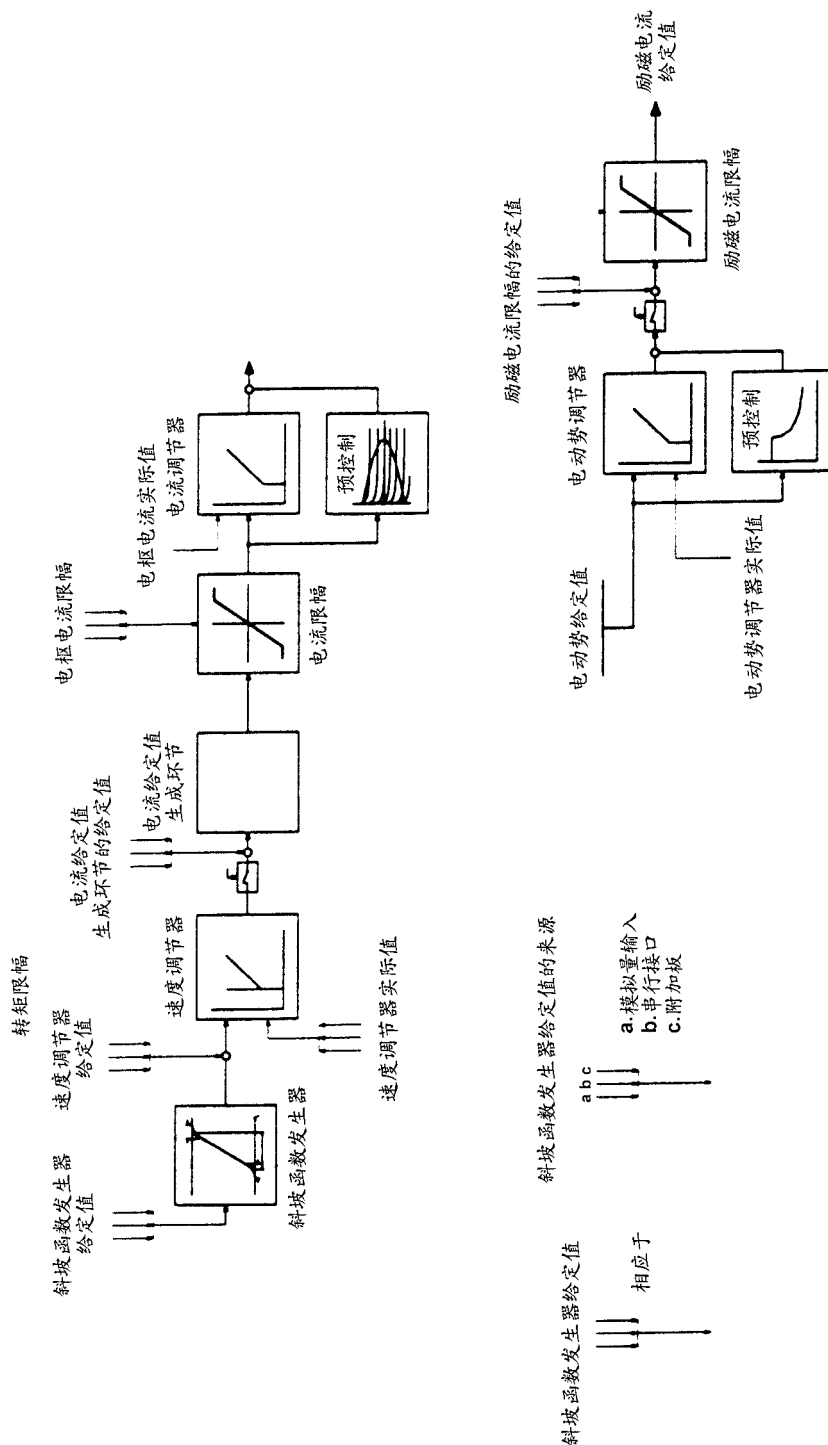 转矩限幅
斜坡函数发生器
给定值
斜坡函数发生器
速度调节器
给定值
速度调节器
速度调节器实际值
电流给定值
生成环节的给定值
电流给定值
生成环节
电枢电流限幅
电流限幅
电枢电流实际值
电流调节器
预控制
电动势给定值
电动势调节器实际值
电动势调节器
预控制
励磁电流限幅的给定值
励磁电流限幅
励磁电流
给定值
斜坡函数发生器给定值
相应于
斜坡函数发生器给定值的来源
a b c
a.模拟量输入
b.串行接口
c.附加板